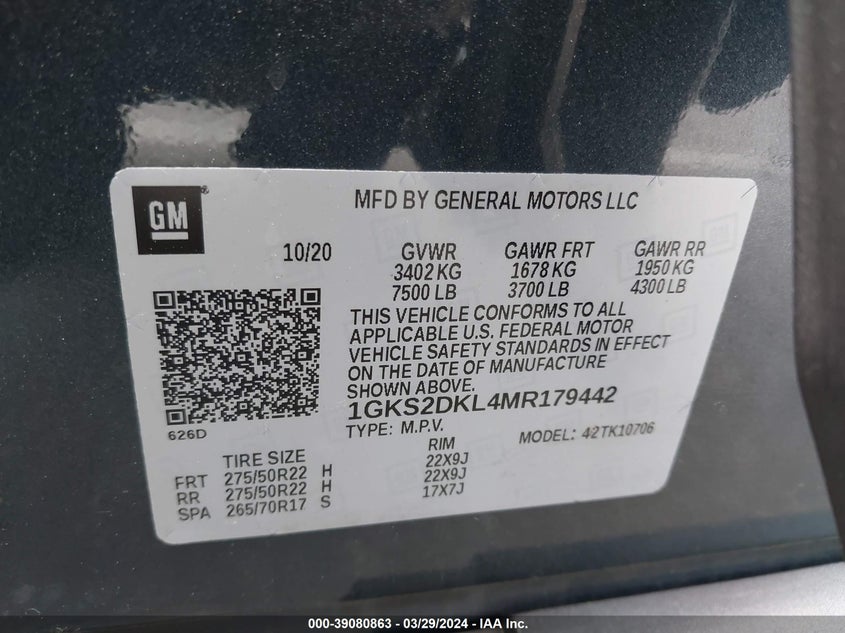 GM®
MFD BY GENERAL MOTORS LLC
10/20 GVWR GAWR FRT GAWR RR
3402 KG 1678 KG 1950 KG
7500 LB 3700 LB 4300 LB
THIS VEHICLE CONFORMS TO ALL
APPLICABLE U.S. FEDERAL MOTOR
VEHICLE SAFETY STANDARDS IN EFFECT
ON THE DATE OF MANUFACTURE
SHOWN ABOVE.
1GKS2DKL4MR179442
626D
TYPE: M.P.V. MODEL: 42TK10706
TIRE SIZE RIM
FRT 275/50R22 H 22X9J
RR 275/50R22 H 22X9J
SPA 265/70R17 S 17X7J
000-39080863 - 03/29/2024 - IAA Inc.